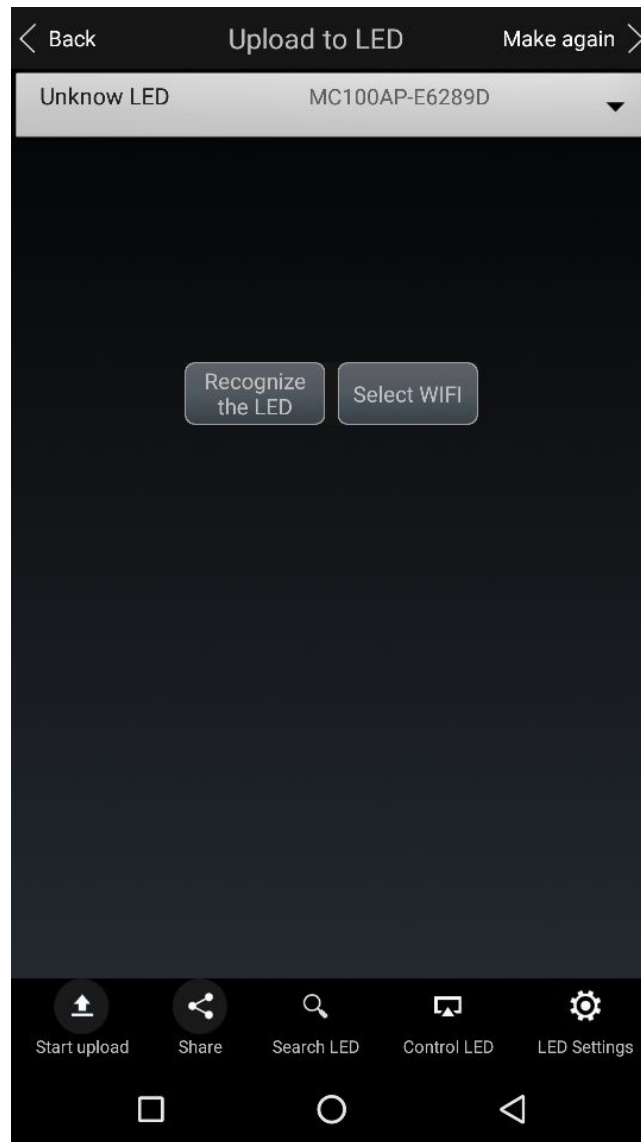 Back
Upload to LED
Make again
Unknow LED
MC100AP-E6289D
Recognize
the LED
Select WIFI
Start upload
Share
Search LED
Control LED
LED Settings